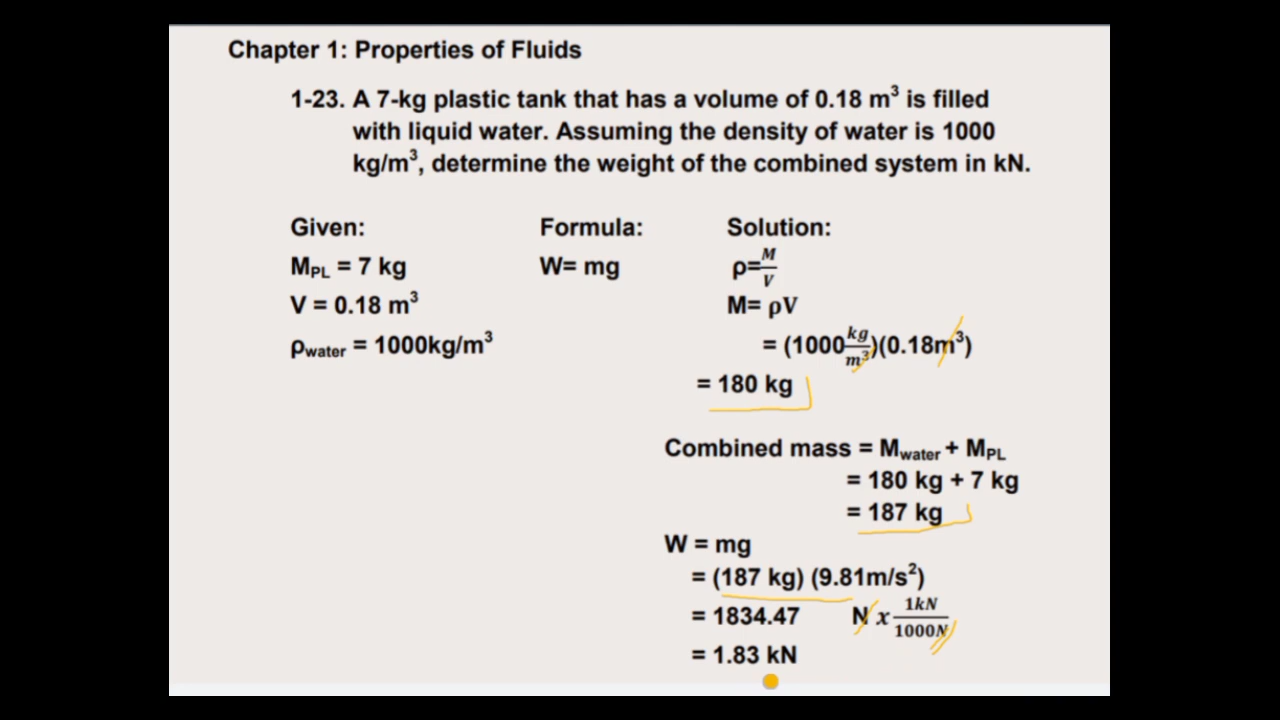 Chapter 1: Properties of Fluids
1-23. A 7-kg plastic tank that has a volume of 0.18 m³ is filled
with liquid water. Assuming the density of water is 1000
kg/m³, determine the weight of the combined system in kN.
Given:
M_PL = 7 kg
V = 0.18 m³
ρ_water = 1000kg/m³
Formula:
W= mg
Solution:
ρ=M/V
M= ρV
= (1000 kg/m³)(0.18m³)
= 180 kg
Combined mass = M_water + M_PL
= 180 kg + 7 kg
= 187 kg
W = mg
= (187 kg) (9.81m/s²)
= 1834.47 N x 1kN/1000N
= 1.83 kN